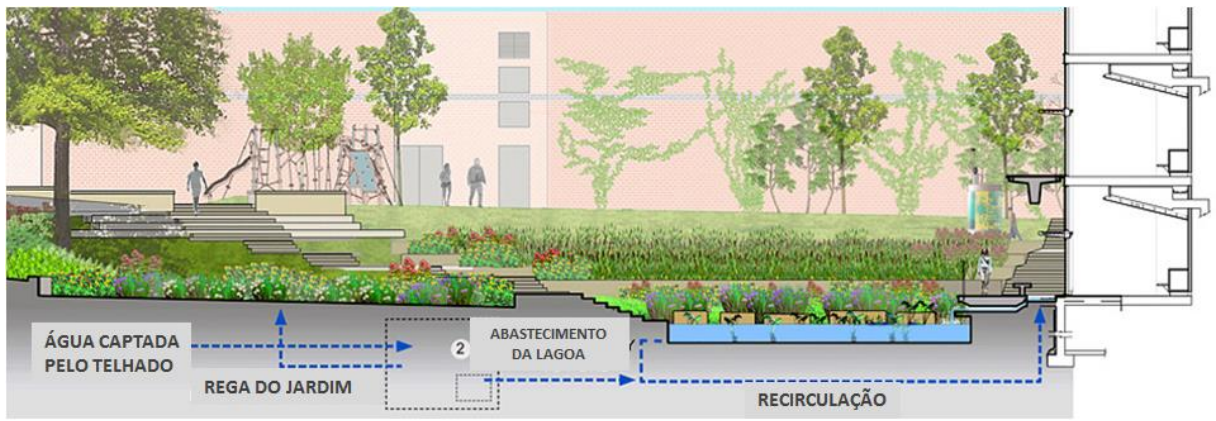 ÁGUA CAPTADA
PELO TELHADO
REGA DO JARDIM
2
ABASTECIMENTO
DA LAGOA
RECIRCULAÇÃO